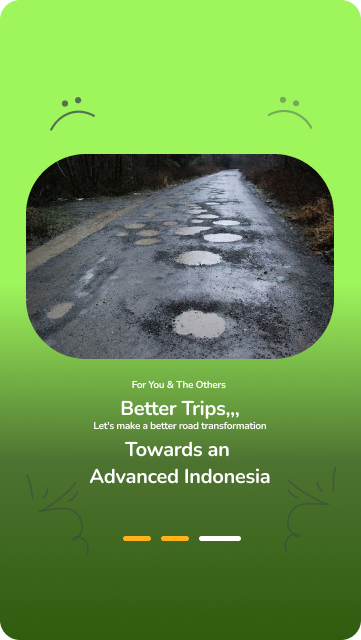 For You & The Others
Better Trips,,,
Let's make a better road transformation
Towards an
Advanced Indonesia